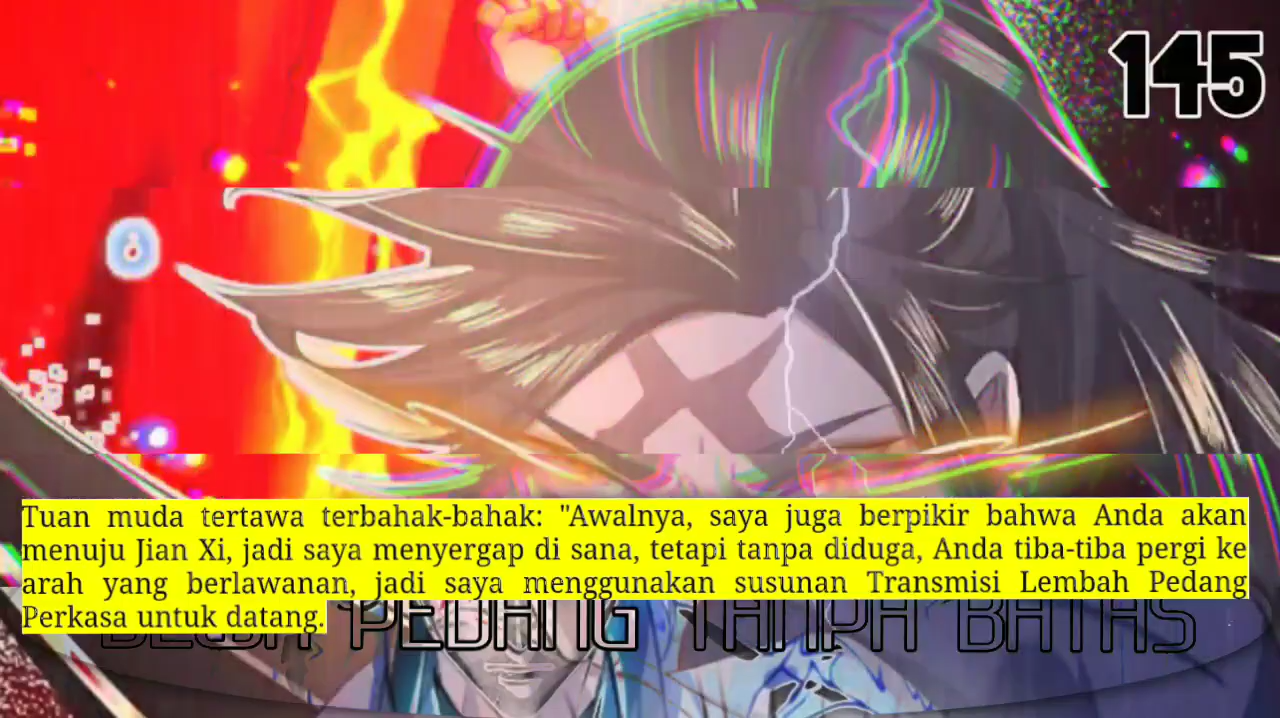 145
Tuan muda tertawa terbahak-bahak: "Awalnya, saya juga berpikir bahwa Anda akan
menuju Jian Xi, jadi saya menyergap di sana, tetapi tanpa diduga, Anda tiba-tiba pergi ke
arah yang berlawanan, jadi saya menggunakan susunan Transmisi Lembah Pedang
Perkasa untuk datang.
DEWA PEDANG TANPA BATAS